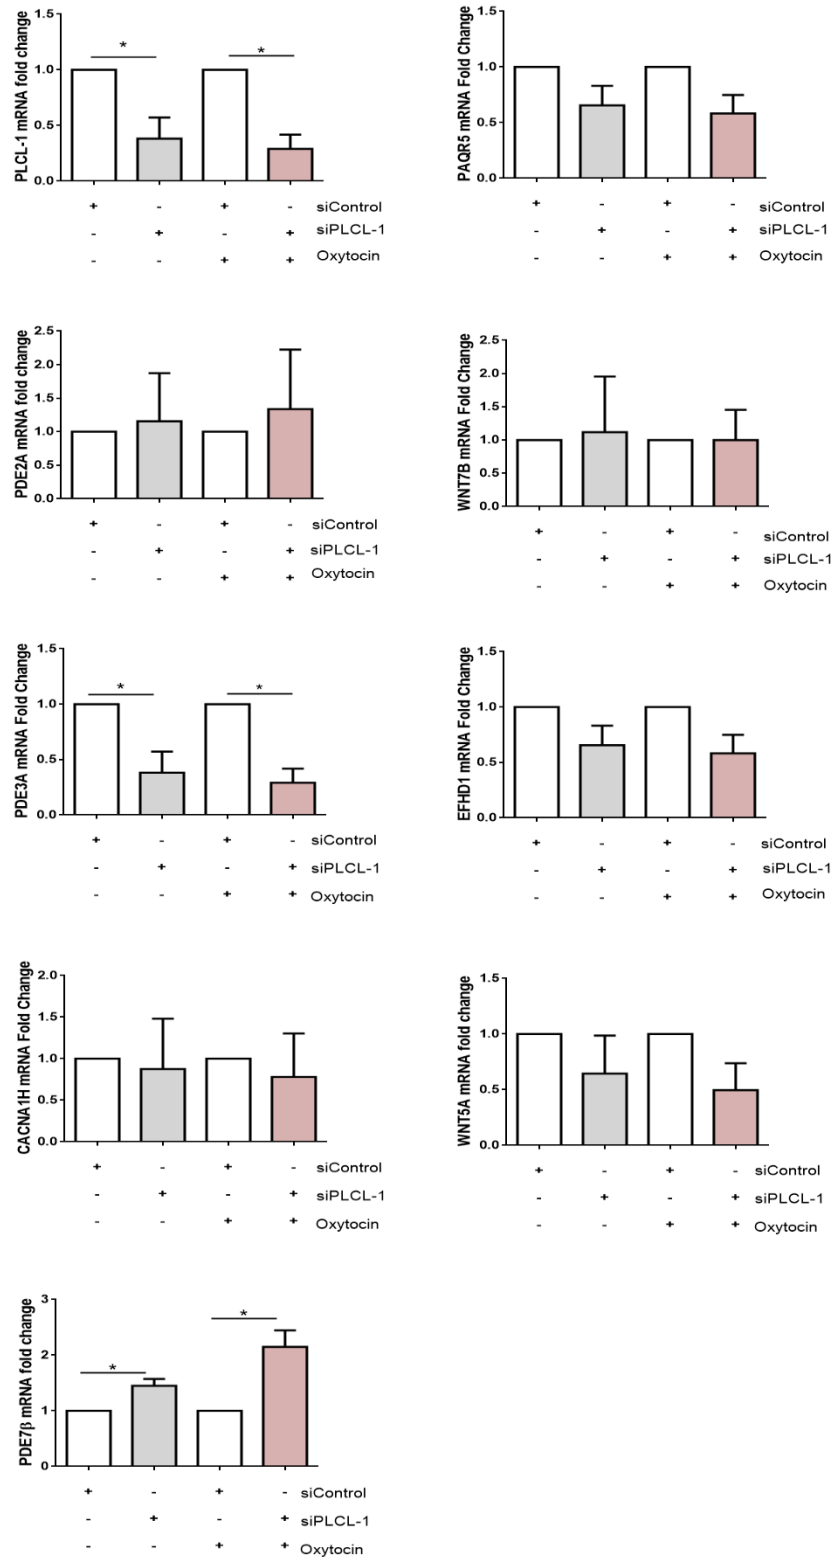 PLCL-1 mRNA fold change
1.5
1.0
0.5
0.0
*
*
+ - + - siControl
- + - + siPLCL-1
- - + + Oxytocin
PAQR5 mRNA Fold Change
1.5
1.0
0.5
0.0
+ - + - siControl
- + - + siPLCL-1
- - + + Oxytocin
PDE2A mRNA fold change
2.5
2.0
1.5
1.0
0.5
0.0
+ - + - siControl
- + - + siPLCL-1
- - + + Oxytocin
WNT7B mRNA Fold Change
2.5
2.0
1.5
1.0
0.5
0.0
+ - + - siControl
- + - + siPLCL-1
- - + + Oxytocin
PDE3A mRNA Fold Change
1.5
1.0
0.5
0.0
*
*
+ - + - siControl
- + - + siPLCL-1
- - + + Oxytocin
EFHD1 mRNA Fold Change
1.5
1.0
0.5
0.0
+ - + - siControl
- + - + siPLCL-1
- - + + Oxytocin
CACNA1H mRNA Fold Change
2.0
1.5
1.0
0.5
0.0
+ - + - siControl
- + - + siPLCL-1
- - + + Oxytocin
WNT5A mRNA fold change
1.5
1.0
0.5
0.0
+ - + - siControl
- + - + siPLCL-1
- - + + Oxytocin
PDE7β mRNA fold change
3
2
1
0
*
*
+ - + - siControl
- + - + siPLCL-1
- - + + Oxytocin